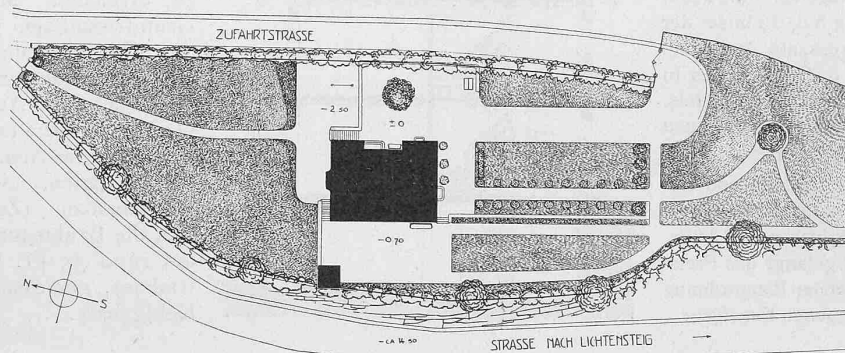 ZUFAHRTSTRASSE
-2.50
±0
-0.70
N
S
-CA 14.50
STRASSE NACH LICHTENSTEIG →